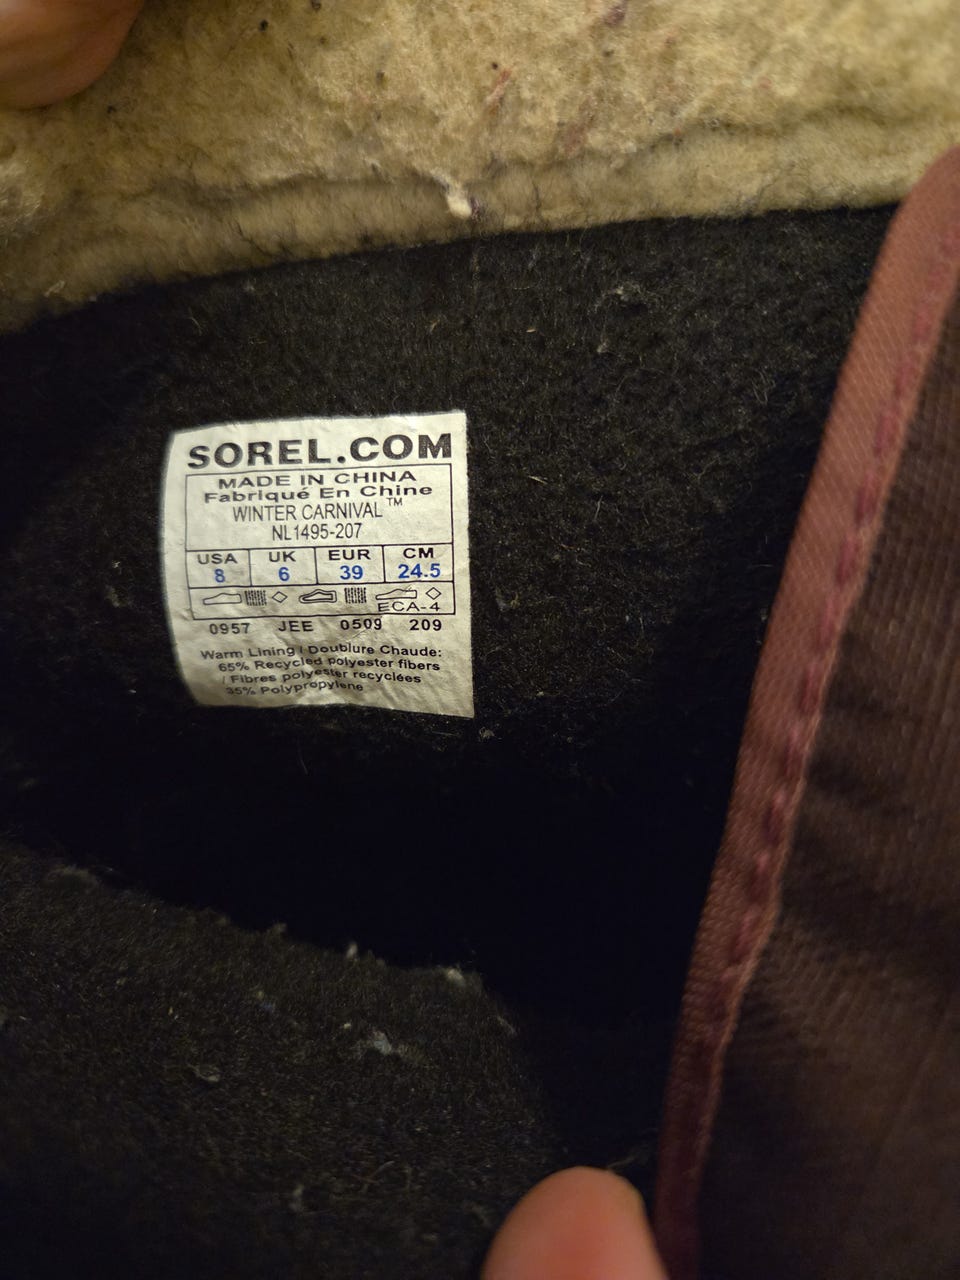 SOREL.COM
MADE IN CHINA
Fabriqué En Chine
WINTER CARNIVAL™
NL1495-207
USA UK EUR CM
8 6 39 24.5
ECA-4
0957 JEE 0509 209
Warm Lining / Doublure Chaude:
65% Recycled polyester fibers
/ Fibres polyester recyclées
35% Polypropylene